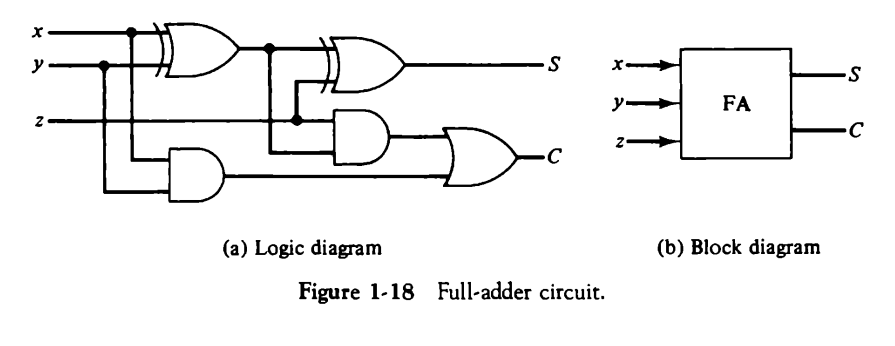 x
y
z
S
C
x
y
z
FA
S
C
(a) Logic diagram
(b) Block diagram
Figure 1-18 Full-adder circuit.